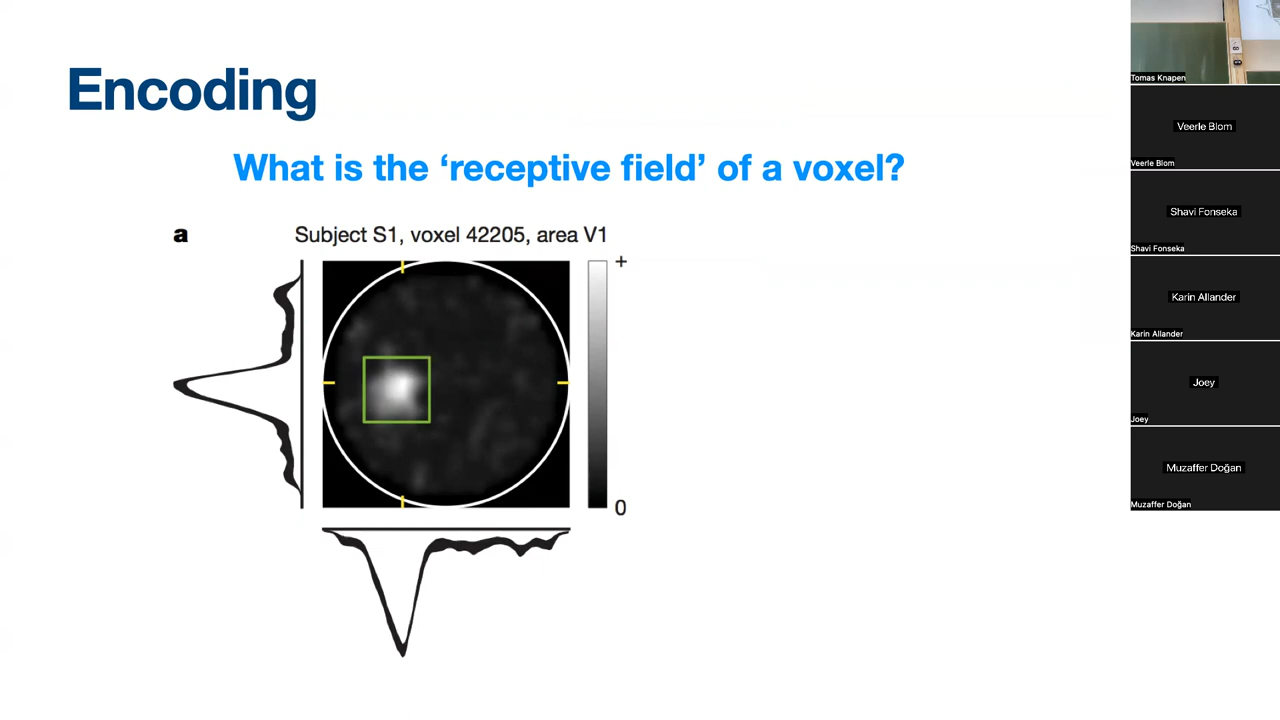 Encoding
What is the ‘receptive field’ of a voxel?
a
Subject S1, voxel 42205, area V1
+
0
Tomas Knapen
Veerle Blom
Veerle Blom
Shavi Fonseka
Shavi Fonseka
Karin Allander
Karin Allander
Joey
Joey
Muzaffer Doğan
Muzaffer Doğan